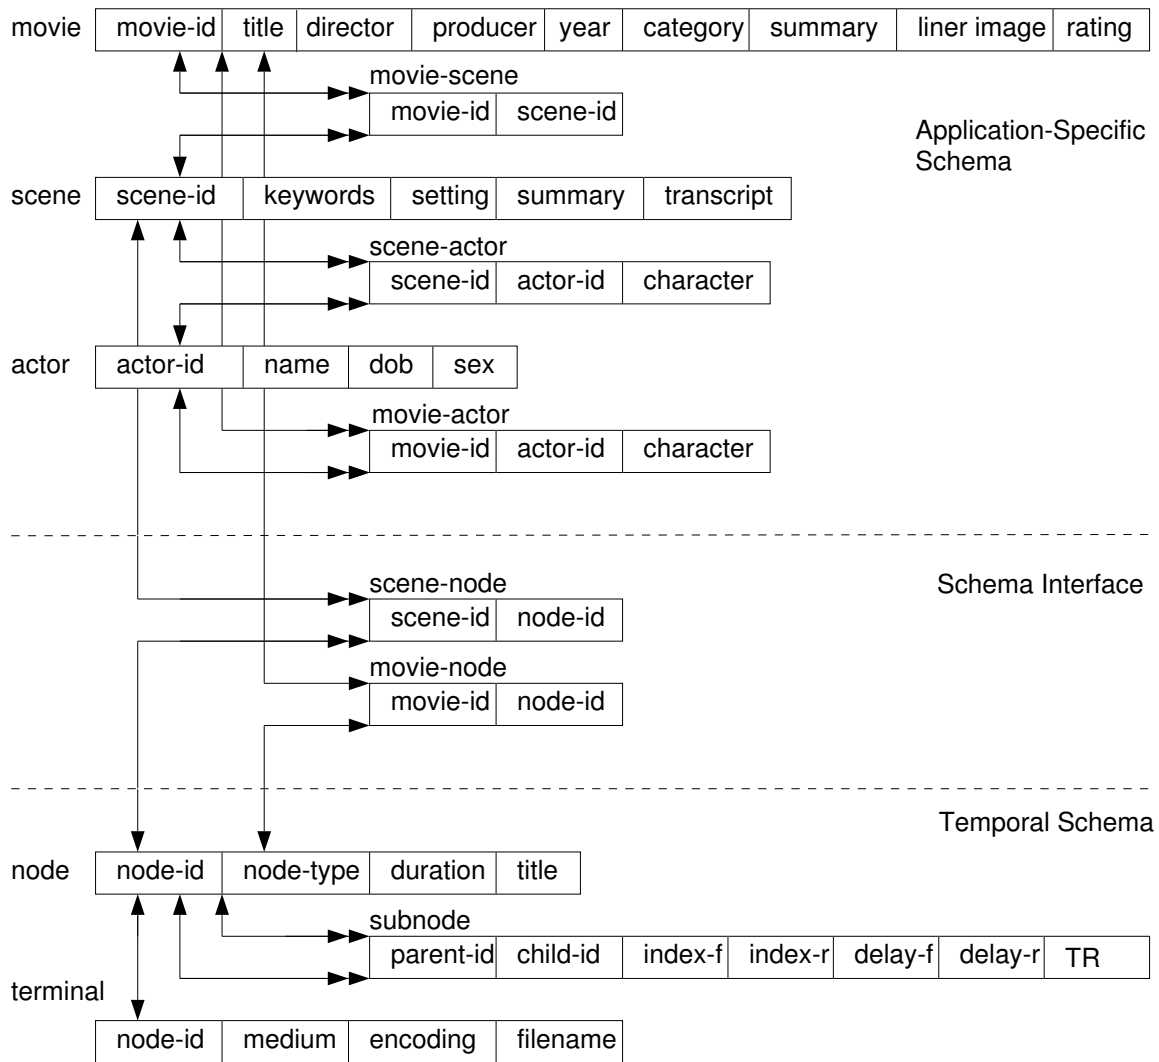 movie movie-id title director producer year category summary liner image rating
movie-scene
movie-id scene-id
Application-Specific
Schema
scene scene-id keywords setting summary transcript
scene-actor
scene-id actor-id character
actor actor-id name dob sex
movie-actor
movie-id actor-id character
scene-node
Schema Interface
scene-id node-id
movie-node
movie-id node-id
Temporal Schema
node node-id node-type duration title
subnode
parent-id child-id index-f index-r delay-f delay-r TR
terminal
node-id medium encoding filename